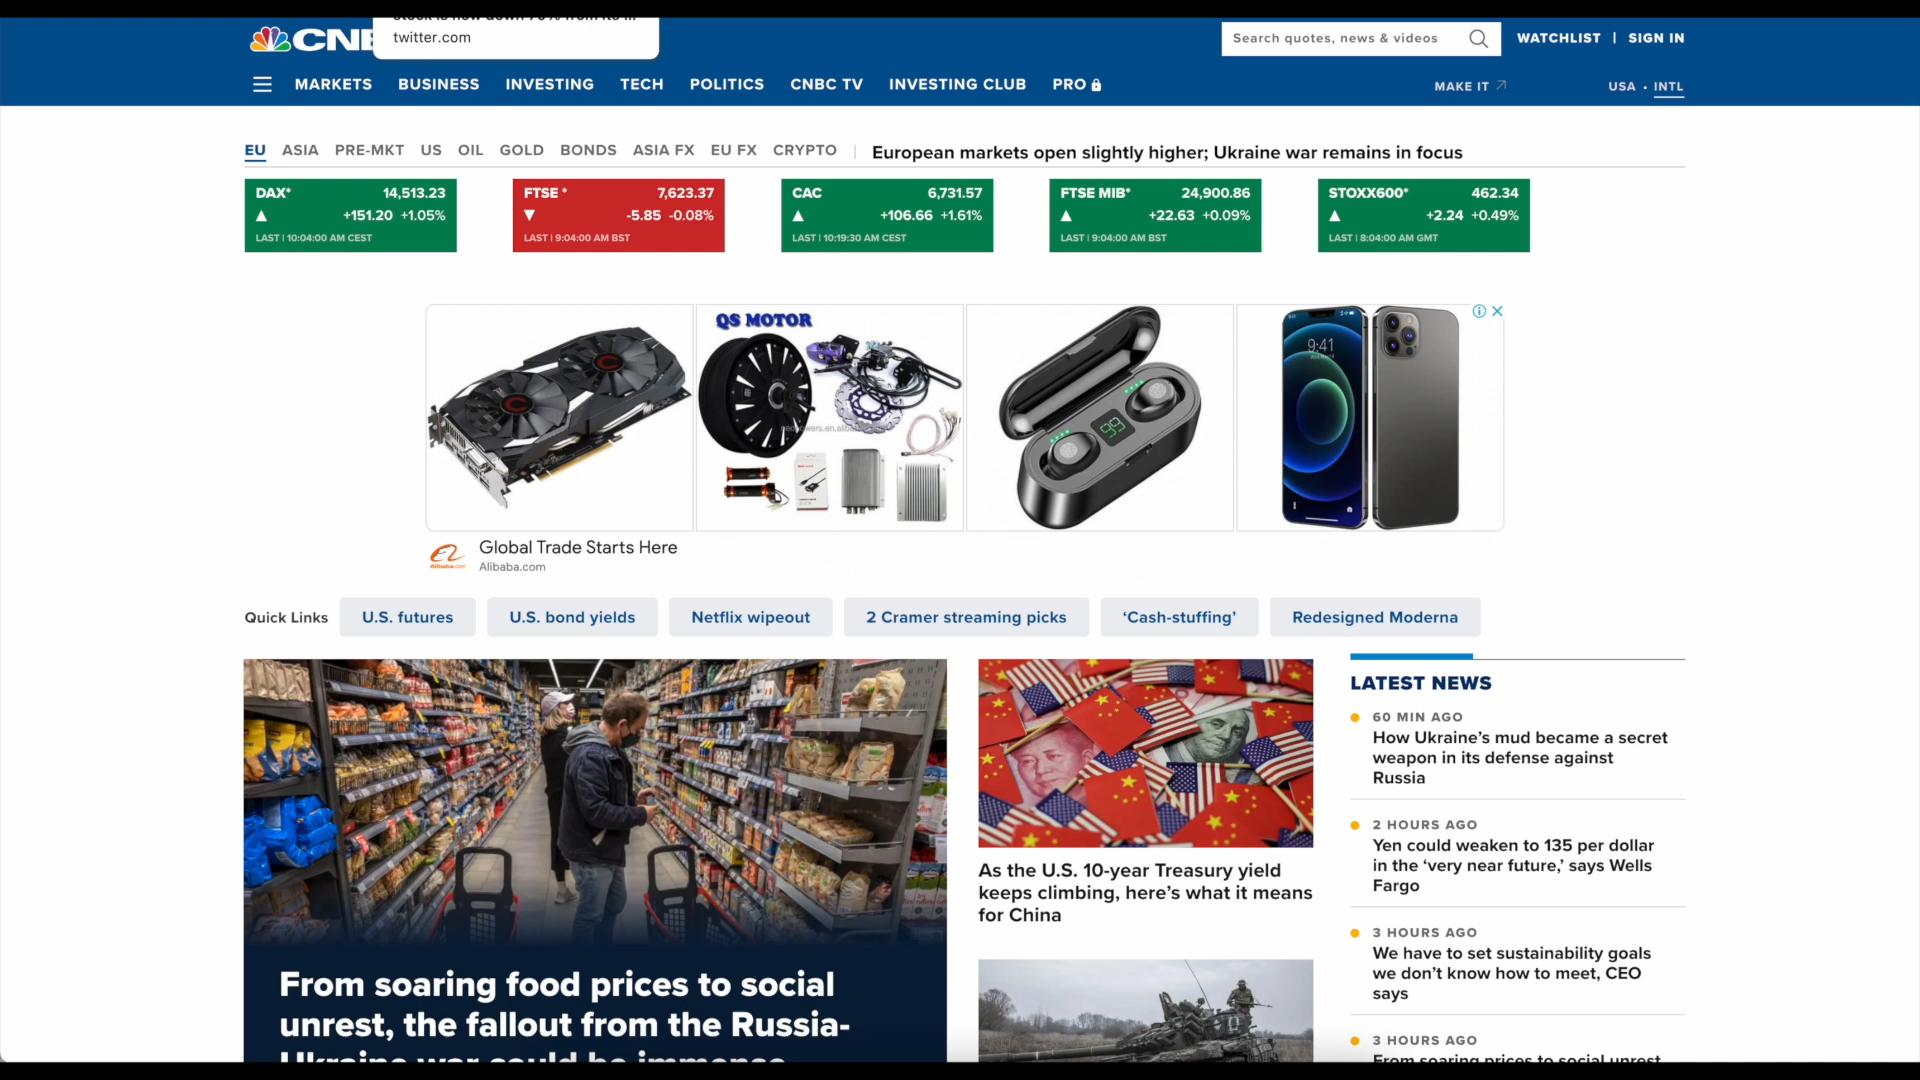 twitter.com
CNB
Search quotes, news & videos
WATCHLIST | SIGN IN
MARKETS BUSINESS INVESTING TECH POLITICS CNBC TV INVESTING CLUB PRO
MAKE IT
USA • INTL
EU ASIA PRE-MKT US OIL GOLD BONDS ASIA FX EU FX CRYPTO
European markets open slightly higher; Ukraine war remains in focus
DAX* 14,513.23
+151.20 +1.05%
LAST | 10:04:00 AM CEST
FTSE * 7,623.37
-5.85 -0.08%
LAST | 9:04:00 AM BST
CAC 6,731.57
+106.66 +1.61%
LAST | 10:19:30 AM CEST
FTSE MIB* 24,900.86
+22.63 +0.09%
LAST | 9:04:00 AM BST
STOXX600* 462.34
+2.24 +0.49%
LAST | 8:04:00 AM GMT
QS MOTOR
99
9:41
Alibaba.com
Global Trade Starts Here
Alibaba.com
Quick Links
U.S. futures
U.S. bond yields
Netflix wipeout
2 Cramer streaming picks
‘Cash-stuffing’
Redesigned Moderna
From soaring food prices to social
unrest, the fallout from the Russia-
Ukraine war could be immense
As the U.S. 10-year Treasury yield
keeps climbing, here’s what it means
for China
LATEST NEWS
60 MIN AGO
How Ukraine’s mud became a secret
weapon in its defense against
Russia
2 HOURS AGO
Yen could weaken to 135 per dollar
in the ‘very near future,’ says Wells
Fargo
3 HOURS AGO
We have to set sustainability goals
we don’t know how to meet, CEO
says
3 HOURS AGO
From soaring prices to social unrest